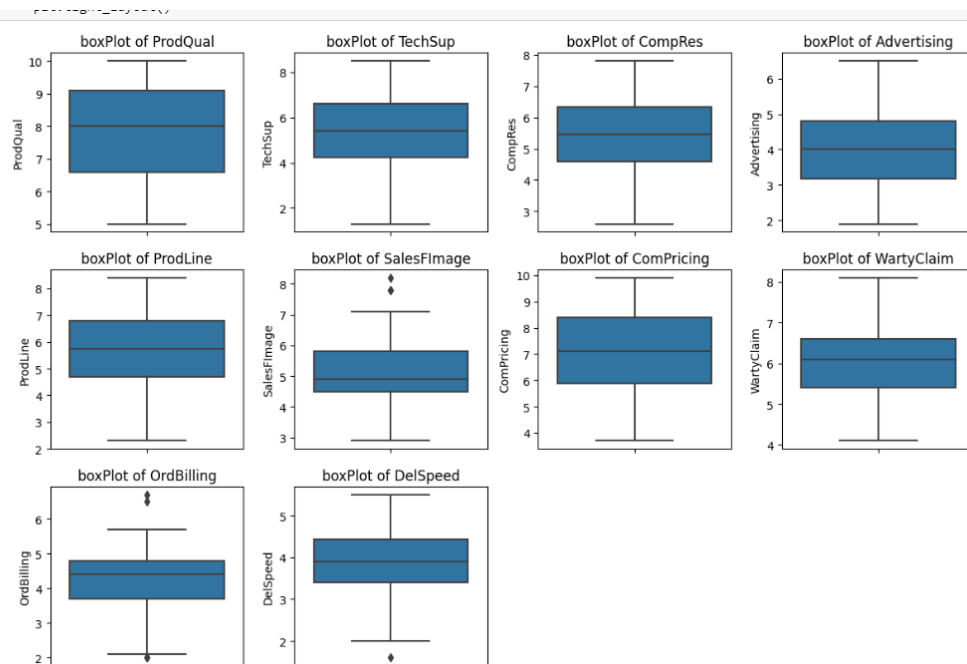 boxPlot of ProdQual
10
9
8
7
6
5
ProdQual
boxPlot of TechSup
8
6
4
2
TechSup
boxPlot of CompRes
8
7
6
5
4
3
CompRes
boxPlot of Advertising
6
5
4
3
2
Advertising
boxPlot of ProdLine
8
7
6
5
4
3
2
ProdLine
boxPlot of SalesFImage
8
7
6
5
4
3
SalesFImage
boxPlot of ComPricing
10
9
8
7
6
5
4
ComPricing
boxPlot of WartyClaim
8
7
6
5
4
WartyClaim
boxPlot of OrdBilling
6
5
4
3
2
OrdBilling
boxPlot of DelSpeed
5
4
3
2
DelSpeed